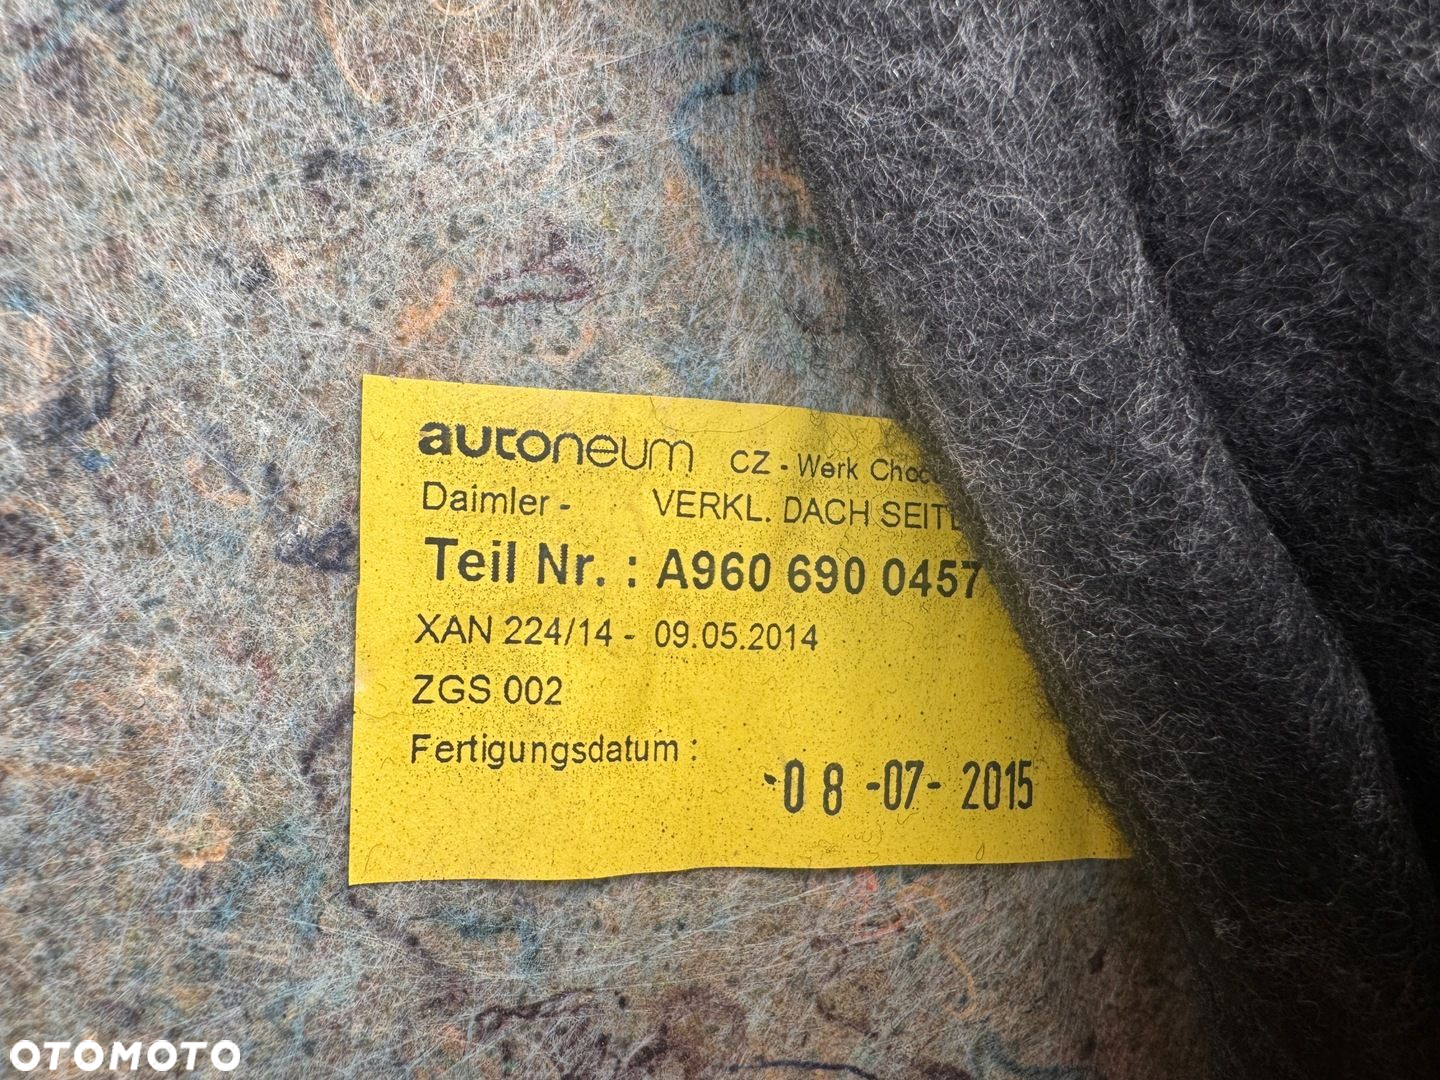 autoneum CZ - Werk
Daimler - VERKL. DACH
Teil Nr. : A960 690 0457
XAN 224/14 - 09.05.2014
ZGS 002
Fertigungsdatum :
08 -07- 2015
OTOMOTO